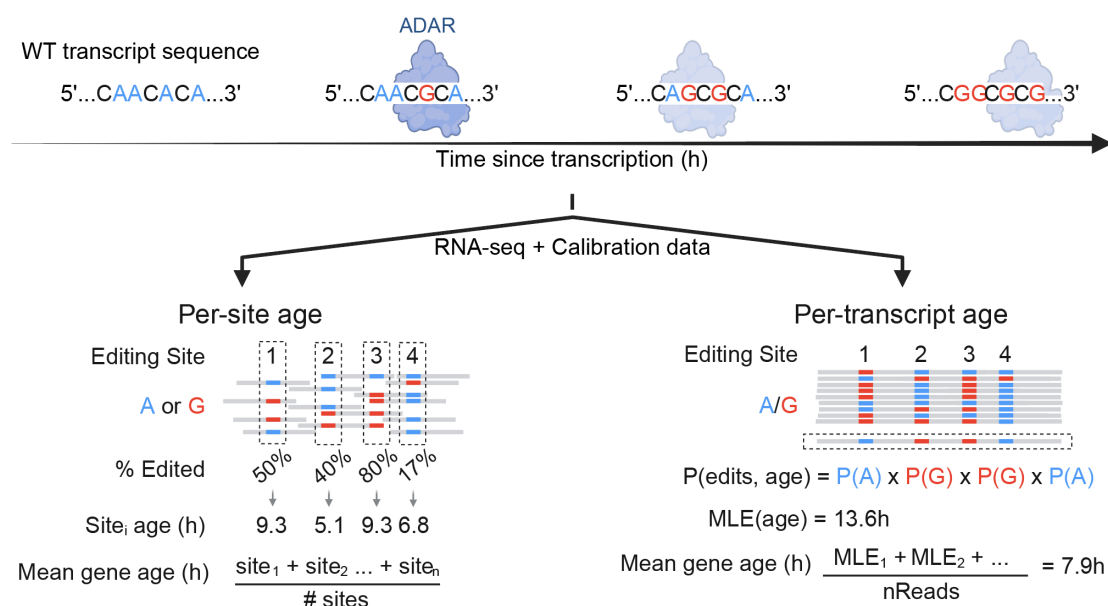 ADAR
WT transcript sequence
5'...CAACACA...3'
5'...CAACGCA...3'
5'...CAGCGCA...3'
5'...CGGCGCG...3'
Time since transcription (h)
RNA-seq + Calibration data
Per-site age
Editing Site 1 2 3 4
A or G
% Edited 50% 40% 80% 17%
Siteᵢ age (h) 9.3 5.1 9.3 6.8
Mean gene age (h) site₁ + site₂ ... + siteₙ
# sites
Per-transcript age
Editing Site 1 2 3 4
A/G
P(edits, age) = P(A) x P(G) x P(G) x P(A)
MLE(age) = 13.6h
Mean gene age (h) MLE₁ + MLE₂ + ... = 7.9h
nReads